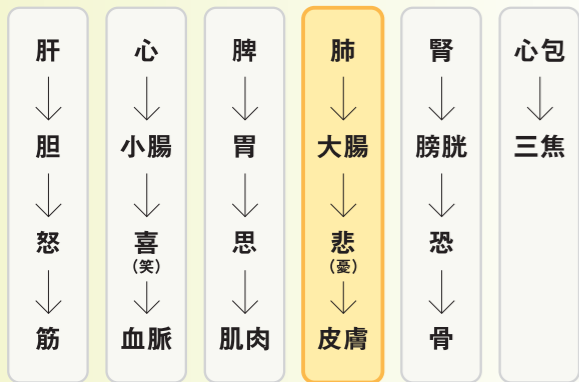 肝
胆
怒
筋
心
小腸
喜
（笑）
血脈
脾
胃
思
肌肉
肺
大腸
悲
（憂）
皮膚
腎
膀胱
恐
骨
心包
三焦